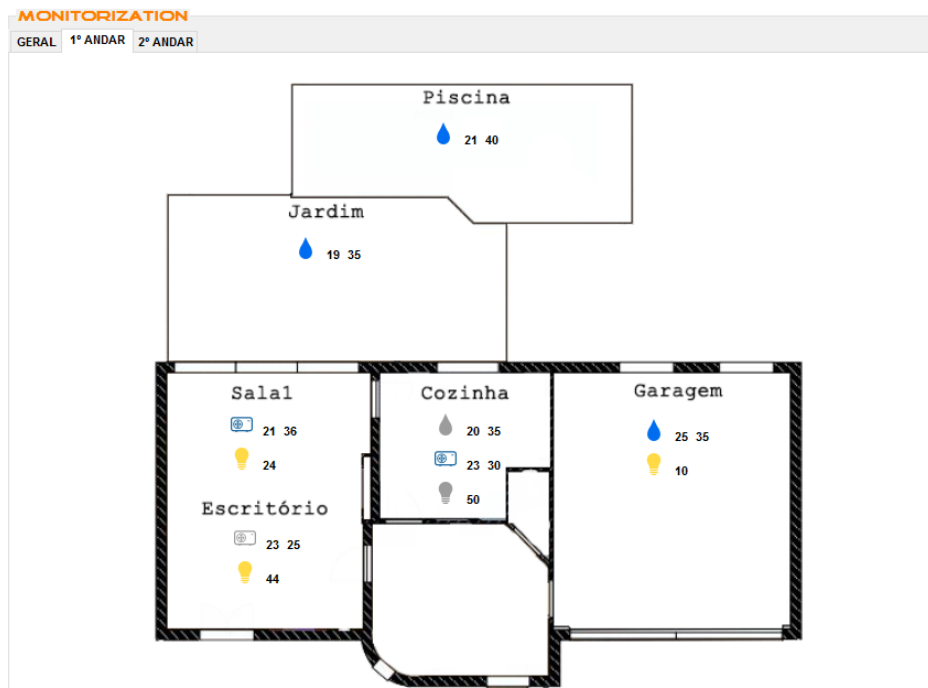 MONITORIZATION
GERAL 1º ANDAR 2º ANDAR
Piscina
21 40
Jardim
19 35
Sala1
21 36
24
Escritório
23 25
44
Cozinha
20 35
23 30
50
Garagem
25 35
10